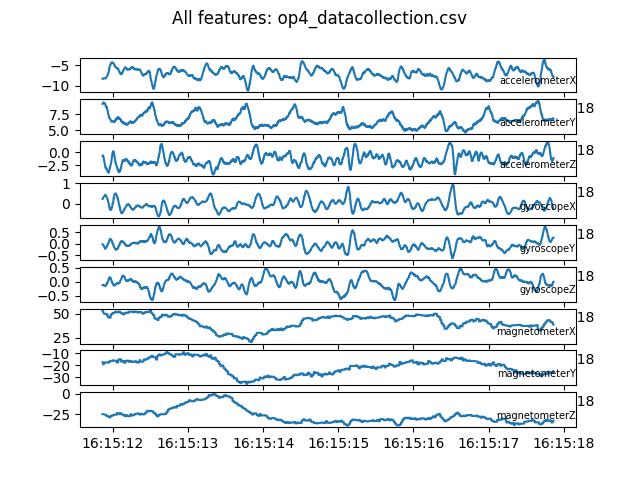 All features: op4_datacollection.csv
−5
−10
accelerometerX
7.5
5.0
accelerometerY
18
0.0
−2.5
accelerometerZ
18
1
0
gyroscopeX
18
0.5
0.0
−0.5
gyroscopeY
18
0.5
0.0
−0.5
gyroscopeZ
18
50
25
magnetometerX
18
−10
−20
−30
magnetometerY
18
0
−25
magnetometerZ
18
16:15:12 16:15:13 16:15:14 16:15:15 16:15:16 16:15:17 16:15:18